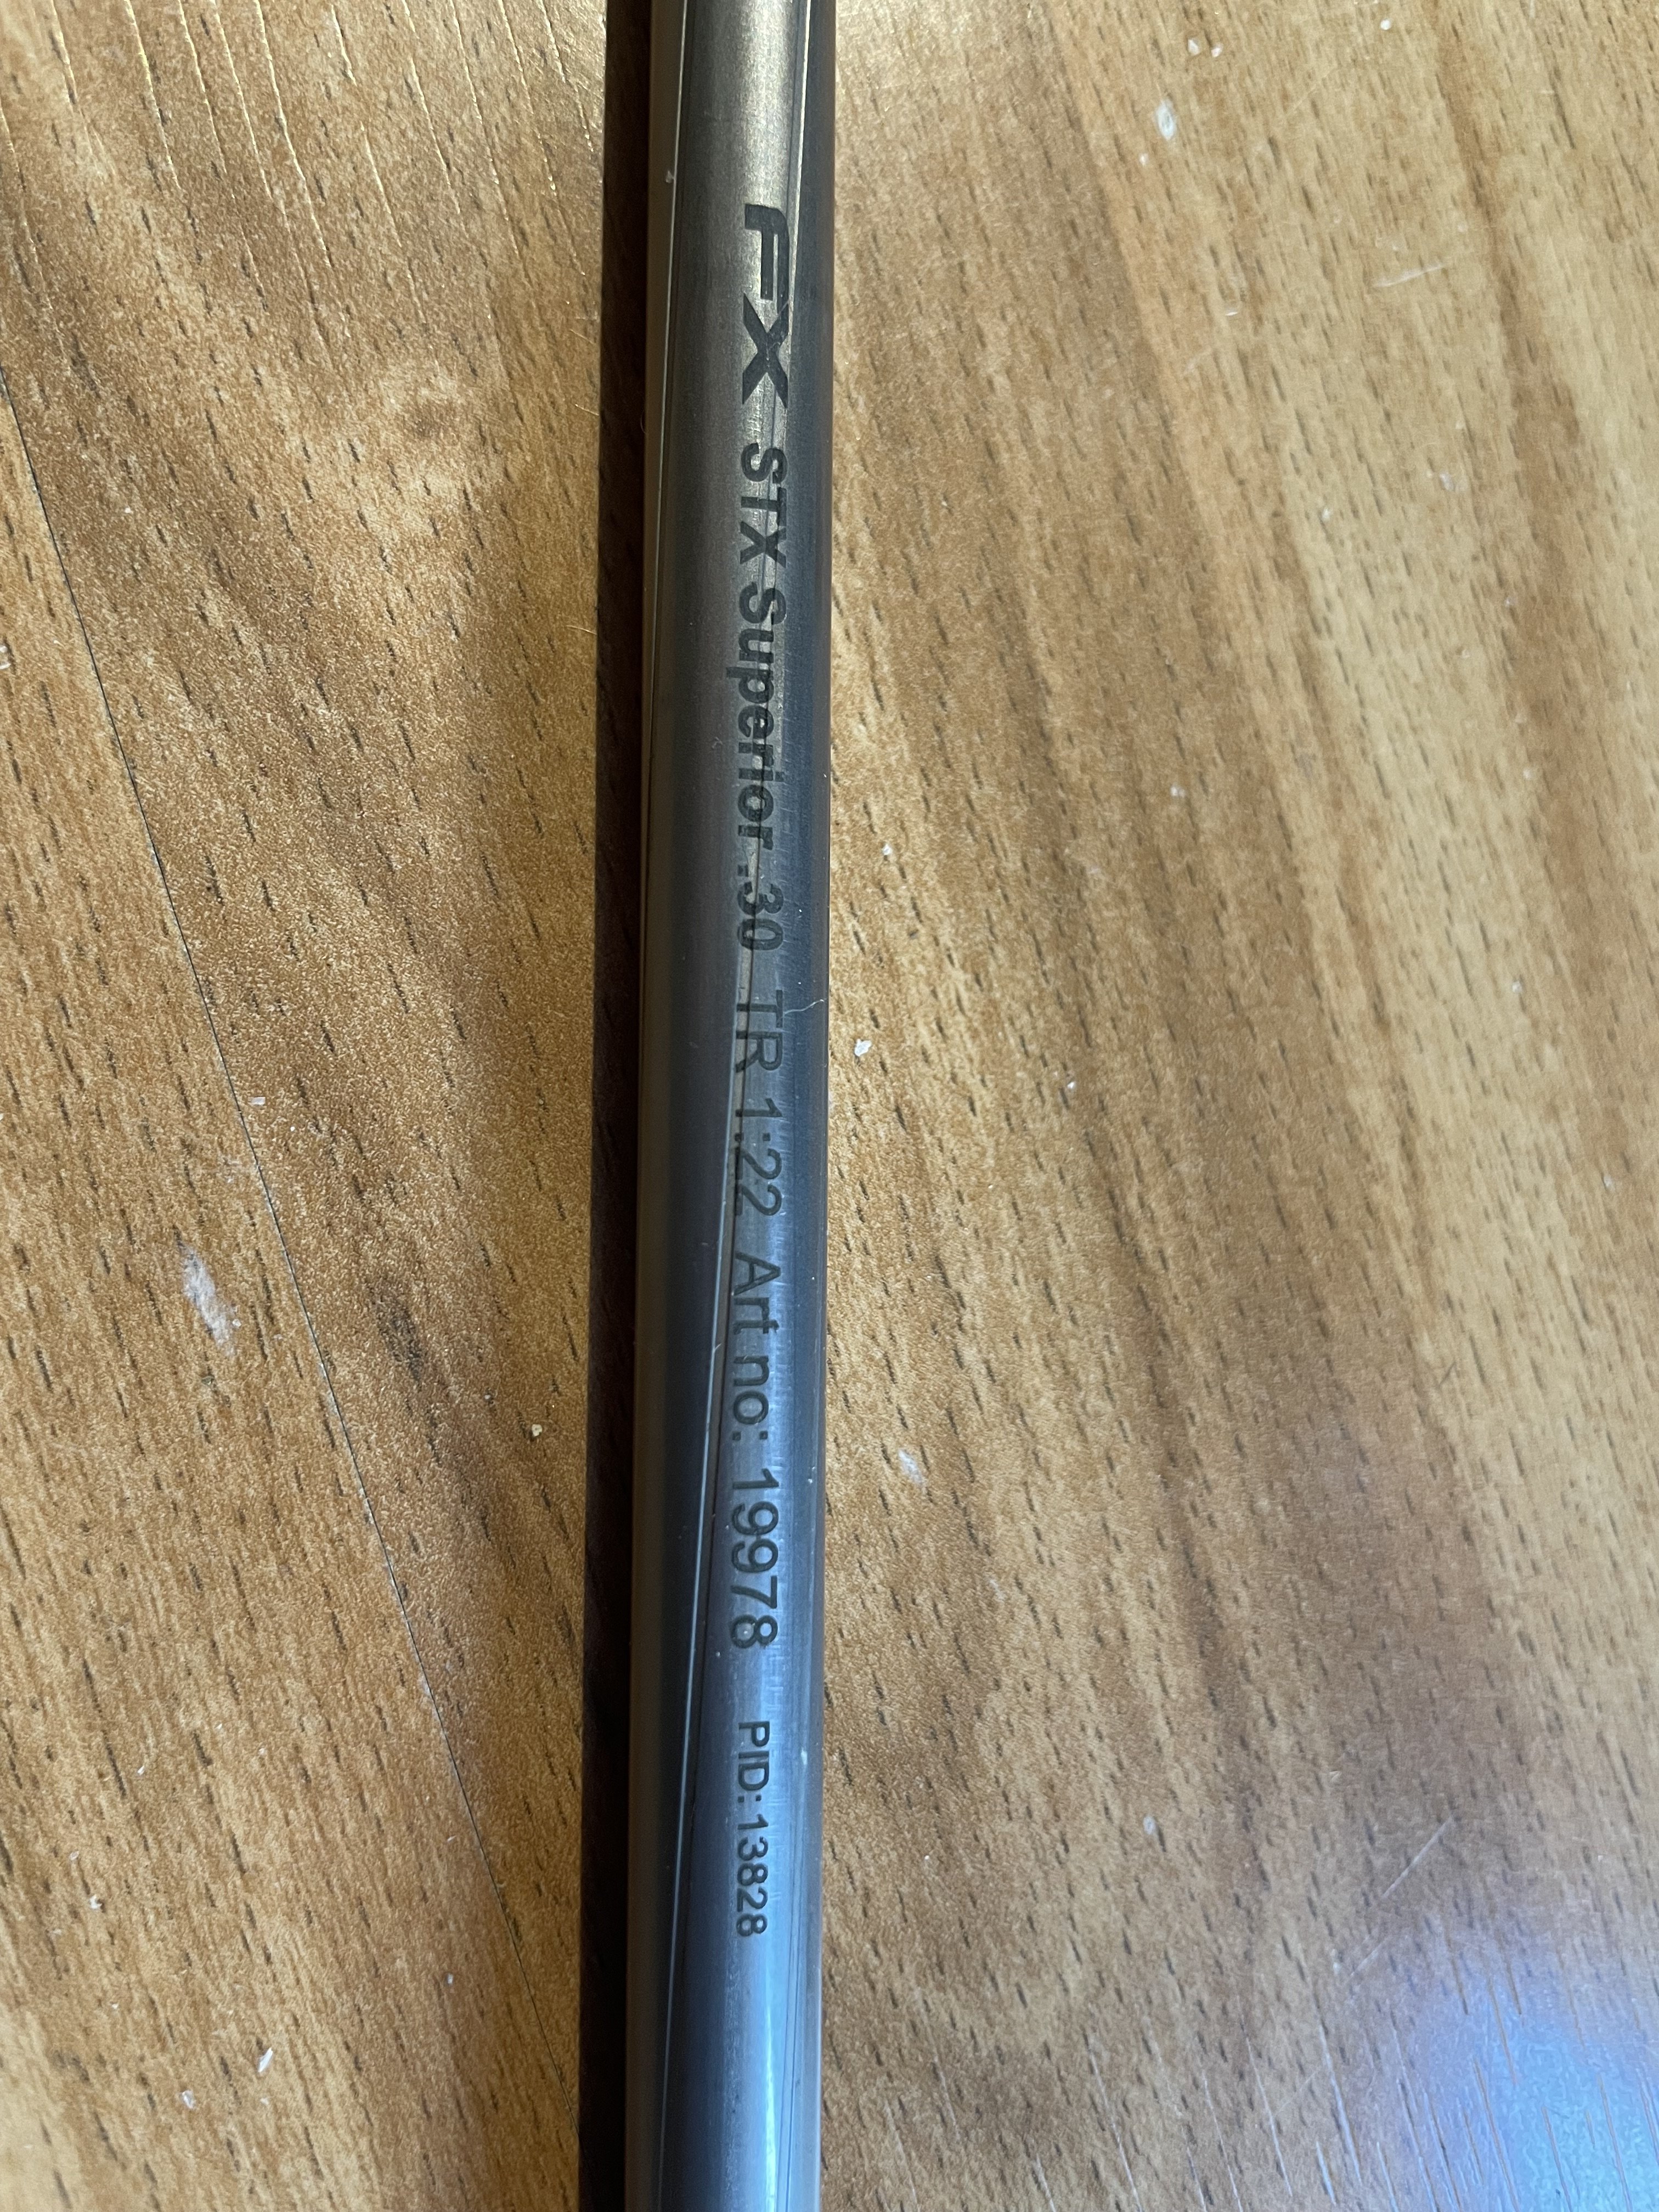 FX STX Superior .30 TR 1:22 Art no: 19978 PID: 13828